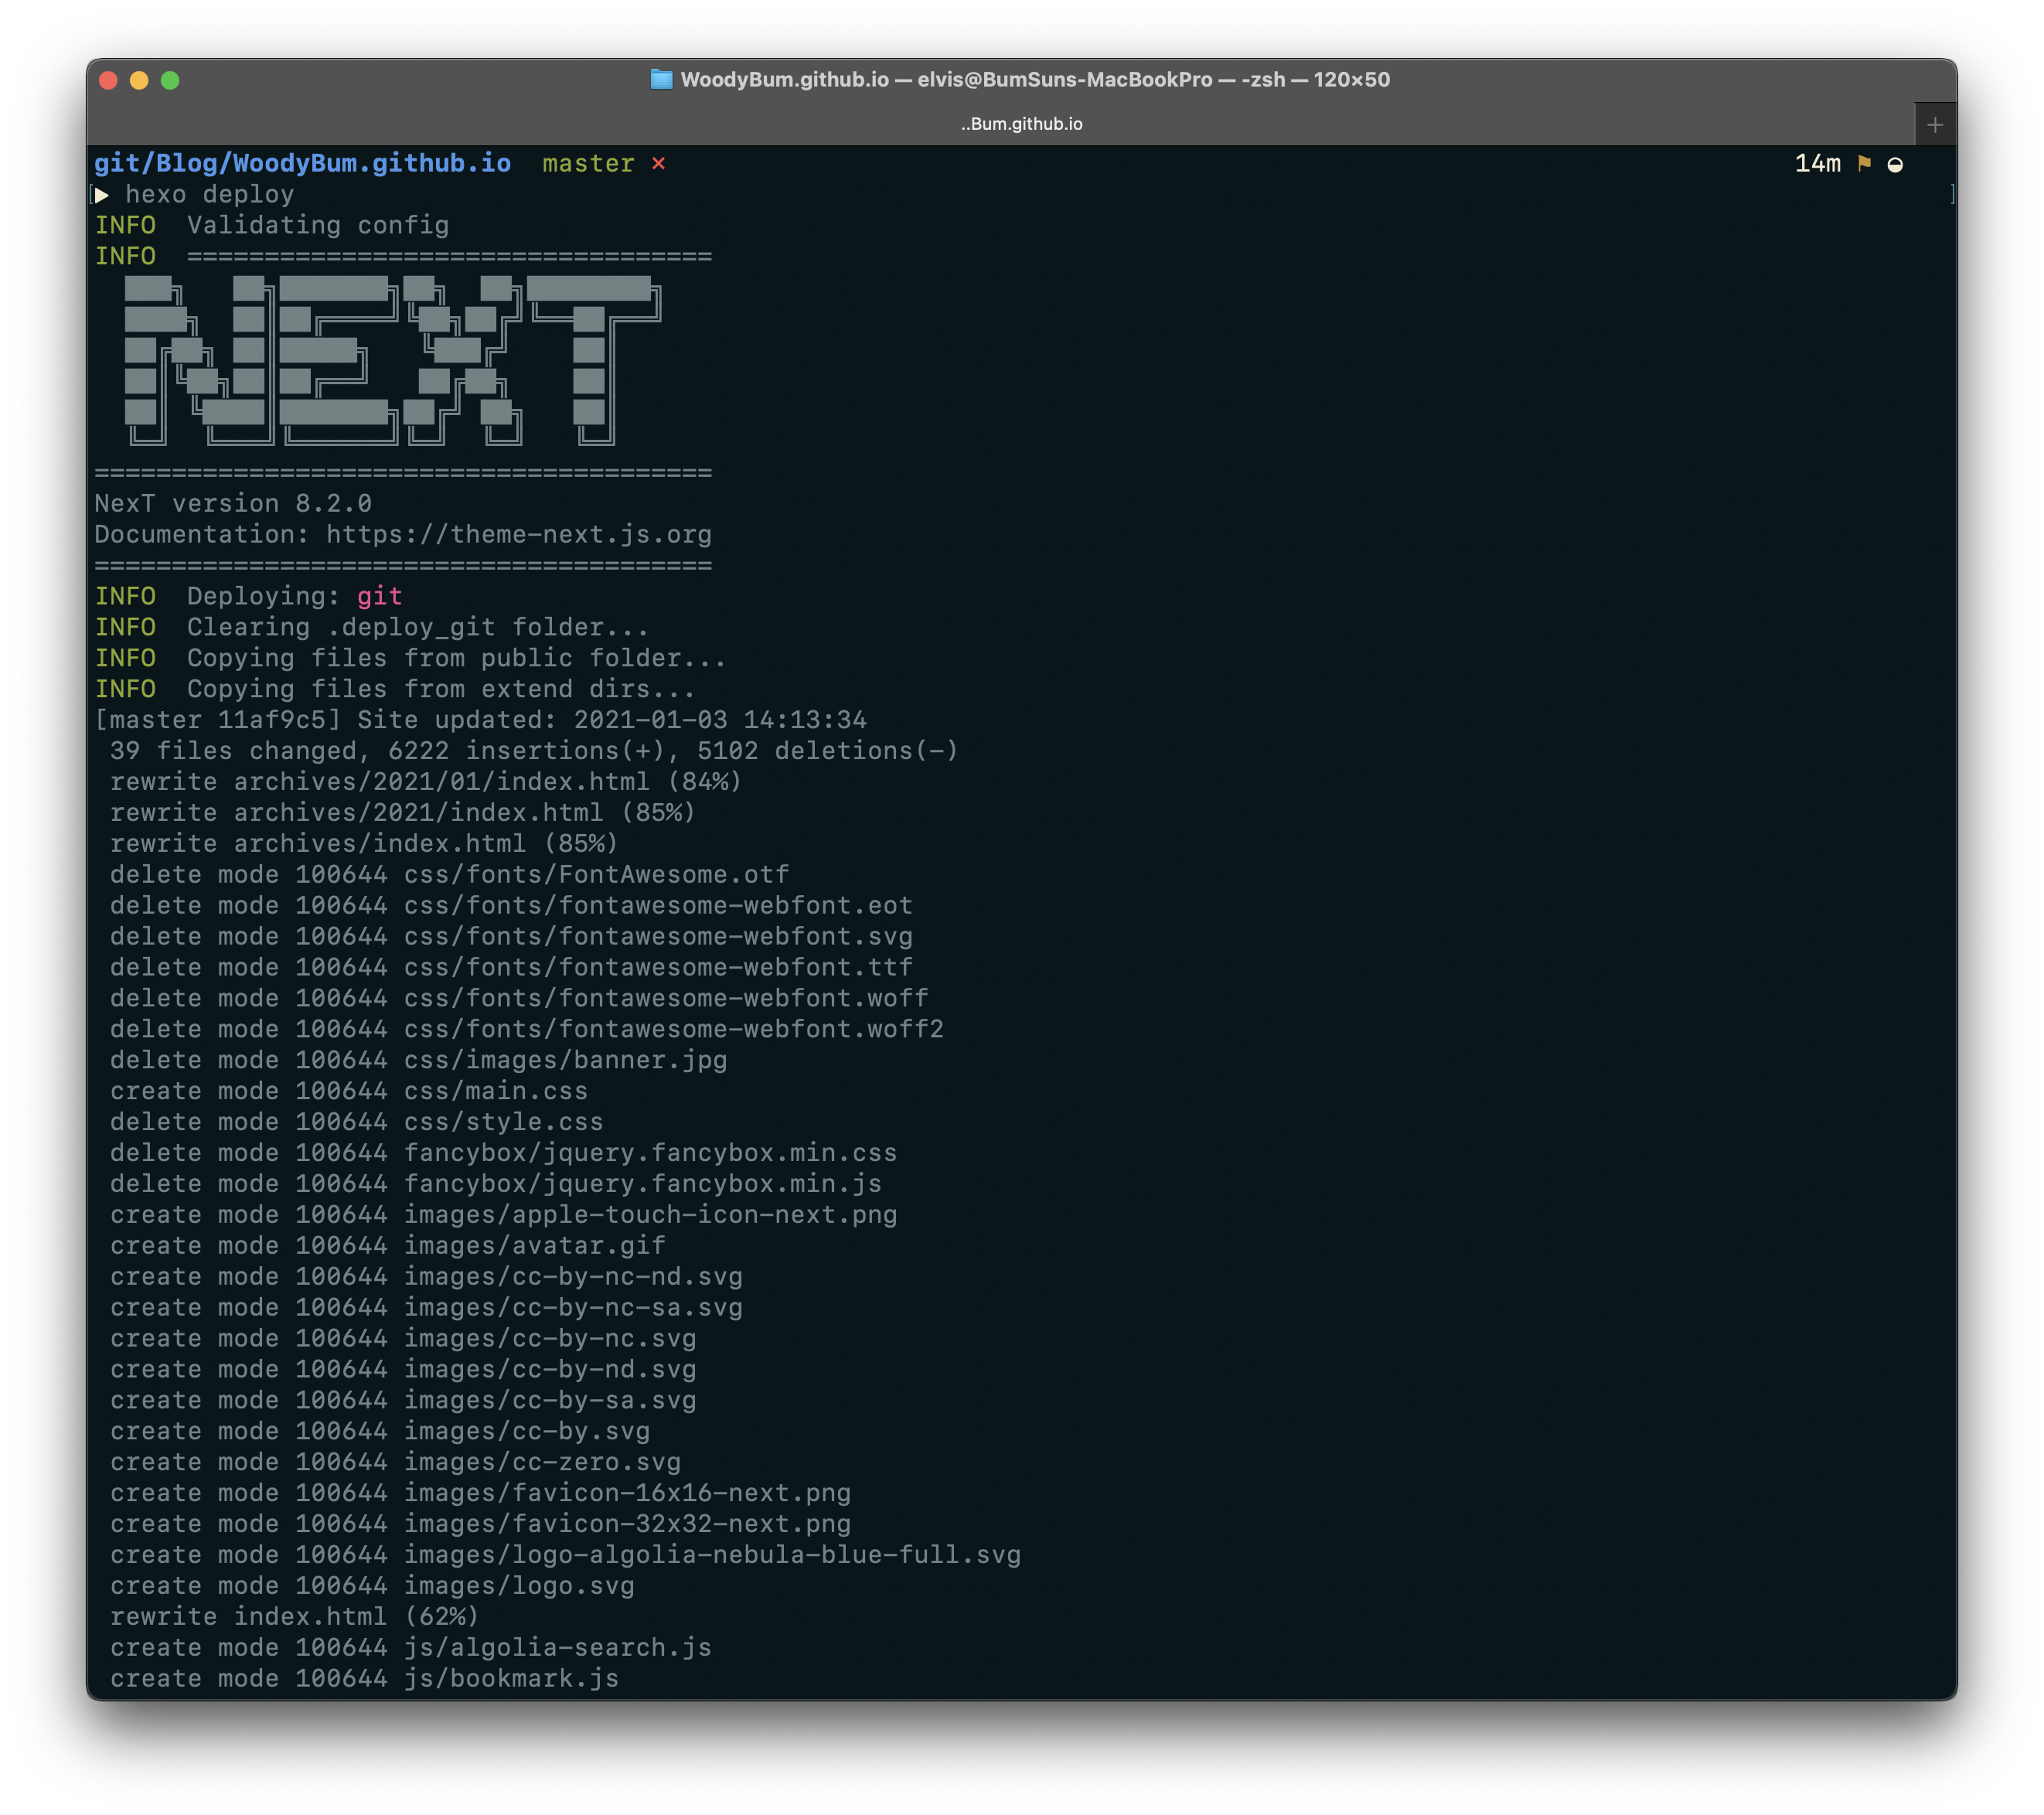 WoodyBum.github.io — elvis@BumSuns-MacBookPro — -zsh — 120×50
..Bum.github.io
git/Blog/WoodyBum.github.io  master ×  14m
hexo deploy
INFO  Validating config
INFO  ==================================
NEXT
========================================
NexT version 8.2.0
Documentation: https://theme-next.js.org
========================================
INFO  Deploying: git
INFO  Clearing .deploy_git folder...
INFO  Copying files from public folder...
INFO  Copying files from extend dirs...
[master 11af9c5] Site updated: 2021-01-03 14:13:34
 39 files changed, 6222 insertions(+), 5102 deletions(-)
 rewrite archives/2021/01/index.html (84%)
 rewrite archives/2021/index.html (85%)
 rewrite archives/index.html (85%)
 delete mode 100644 css/fonts/FontAwesome.otf
 delete mode 100644 css/fonts/fontawesome-webfont.eot
 delete mode 100644 css/fonts/fontawesome-webfont.svg
 delete mode 100644 css/fonts/fontawesome-webfont.ttf
 delete mode 100644 css/fonts/fontawesome-webfont.woff
 delete mode 100644 css/fonts/fontawesome-webfont.woff2
 delete mode 100644 css/images/banner.jpg
 create mode 100644 css/main.css
 delete mode 100644 css/style.css
 delete mode 100644 fancybox/jquery.fancybox.min.css
 delete mode 100644 fancybox/jquery.fancybox.min.js
 create mode 100644 images/apple-touch-icon-next.png
 create mode 100644 images/avatar.gif
 create mode 100644 images/cc-by-nc-nd.svg
 create mode 100644 images/cc-by-nc-sa.svg
 create mode 100644 images/cc-by-nc.svg
 create mode 100644 images/cc-by-nd.svg
 create mode 100644 images/cc-by-sa.svg
 create mode 100644 images/cc-by.svg
 create mode 100644 images/cc-zero.svg
 create mode 100644 images/favicon-16x16-next.png
 create mode 100644 images/favicon-32x32-next.png
 create mode 100644 images/logo-algolia-nebula-blue-full.svg
 create mode 100644 images/logo.svg
 rewrite index.html (62%)
 create mode 100644 js/algolia-search.js
 create mode 100644 js/bookmark.js